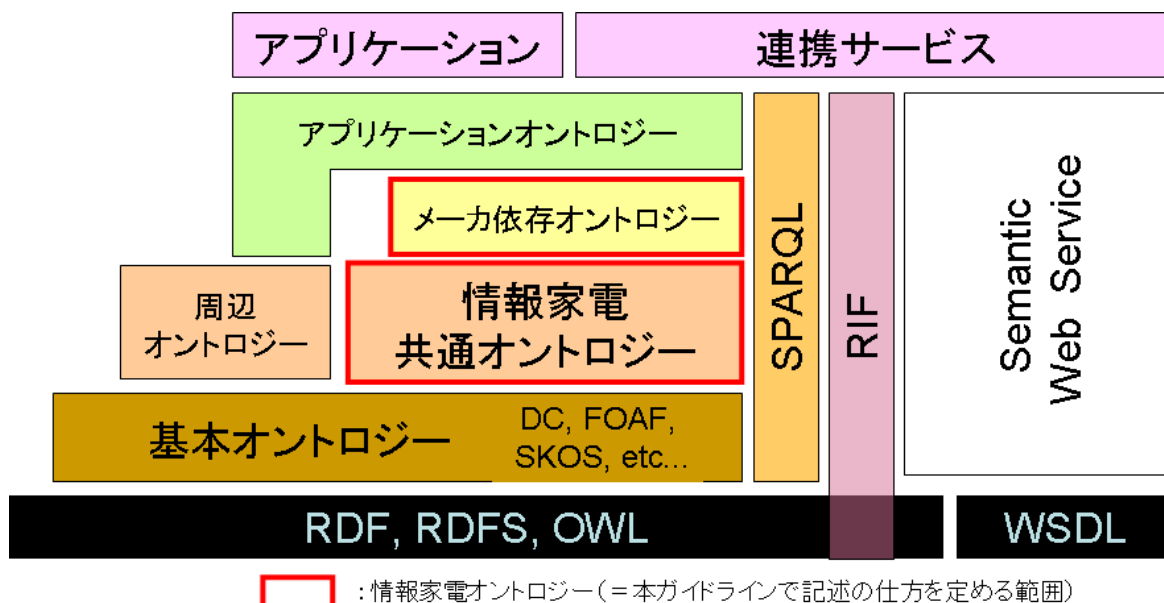 アプリケーション
連携サービス
アプリケーションオントロジー
メーカ依存オントロジー
周辺
オントロジー
情報家電
共通オントロジー
基本オントロジー
DC, FOAF,
SKOS, etc...
SPARQL
RIF
Semantic
Web Service
RDF, RDFS, OWL
WSDL
：情報家電オントロジー（＝本ガイドラインで記述の仕方を定める範囲）